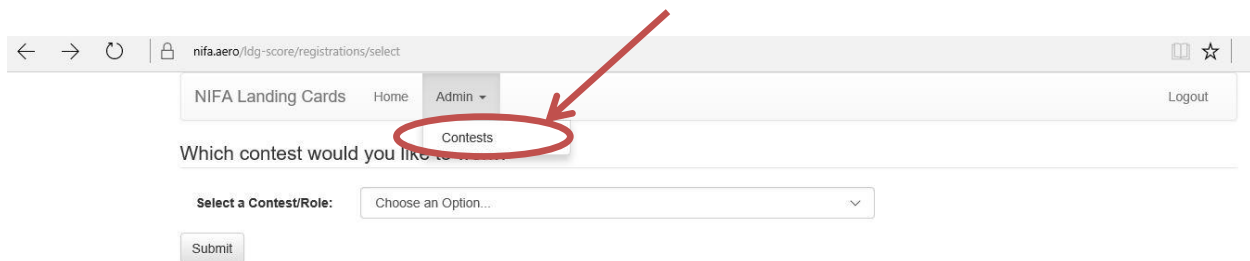 nifa.aero/ldg-score/registrations/select
NIFA Landing Cards Home Admin Logout
Contests
Which contest would you like to
Select a Contest/Role: Choose an Option...
Submit